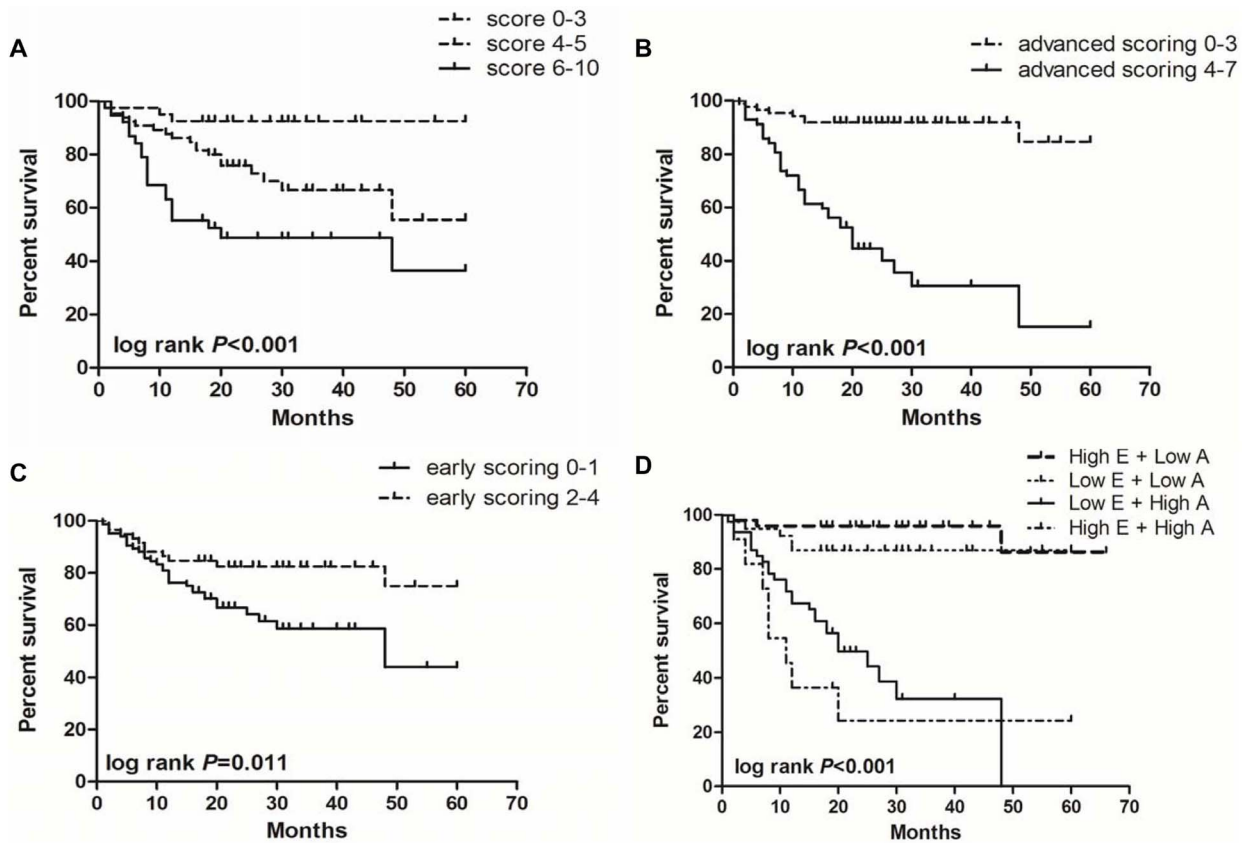 A
score 0-3
score 4-5
score 6-10
Percent survival
100
80
60
40
20
0
log rank P<0.001
0 10 20 30 40 50 60 70
Months
B
advanced scoring 0-3
advanced scoring 4-7
Percent survival
100
80
60
40
20
0
log rank P<0.001
0 10 20 30 40 50 60 70
Months
C
early scoring 0-1
early scoring 2-4
Percent survival
100
80
60
40
20
0
log rank P=0.011
0 10 20 30 40 50 60 70
Months
D
High E + Low A
Low E + Low A
Low E + High A
High E + High A
Percent survival
100
80
60
40
20
0
log rank P<0.001
0 10 20 30 40 50 60 70
Months